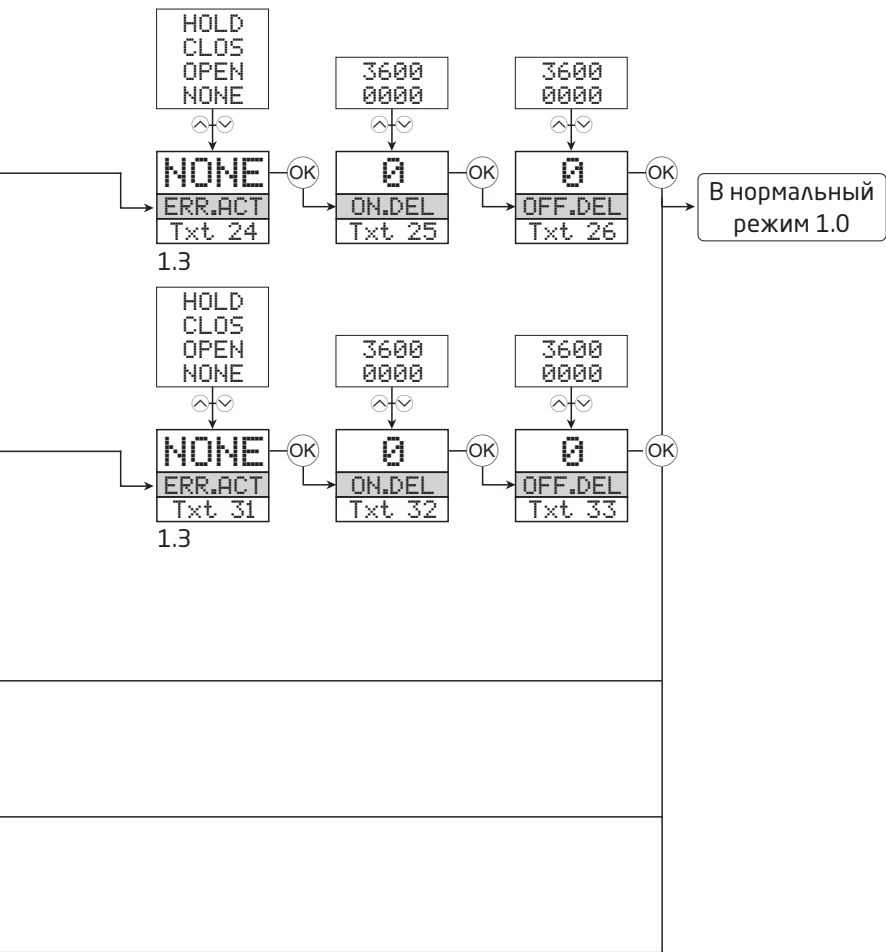 HOLD
CLOS
OPEN
NONE
3600
0000
3600
0000
NONE
OK
0
OK
0
OK
ERR.ACT
ON.DEL
OFF.DEL
Txt 24
Txt 25
Txt 26
В нормальный
режим 1.0
1.3
HOLD
CLOS
OPEN
NONE
3600
0000
3600
0000
NONE
OK
0
OK
0
OK
ERR.ACT
ON.DEL
OFF.DEL
Txt 31
Txt 32
Txt 33
1.3